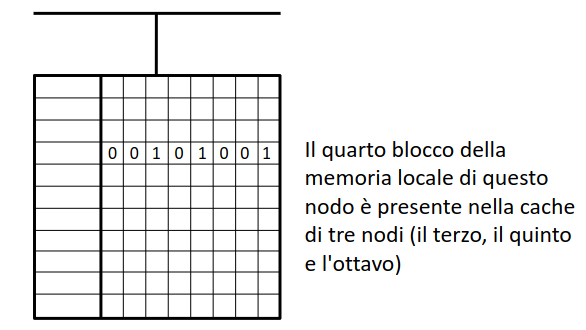 0 0 1 0 1 0 0 1
Il quarto blocco della
memoria locale di questo
nodo è presente nella cache
di tre nodi (il terzo, il quinto
e l'ottavo)